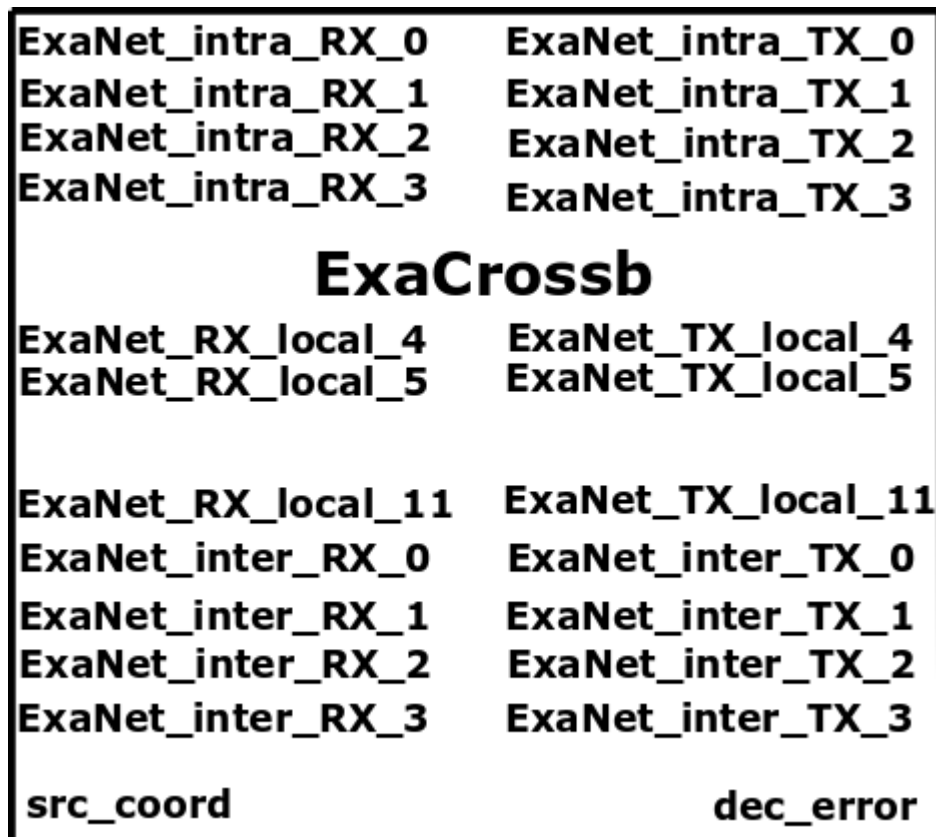 ExaNet_intra_RX_0 ExaNet_intra_TX_0
ExaNet_intra_RX_1 ExaNet_intra_TX_1
ExaNet_intra_RX_2 ExaNet_intra_TX_2
ExaNet_intra_RX_3 ExaNet_intra_TX_3
ExaCrossb
ExaNet_RX_local_4 ExaNet_TX_local_4
ExaNet_RX_local_5 ExaNet_TX_local_5
ExaNet_RX_local_11 ExaNet_TX_local_11
ExaNet_inter_RX_0 ExaNet_inter_TX_0
ExaNet_inter_RX_1 ExaNet_inter_TX_1
ExaNet_inter_RX_2 ExaNet_inter_TX_2
ExaNet_inter_RX_3 ExaNet_inter_TX_3
src_coord dec_error